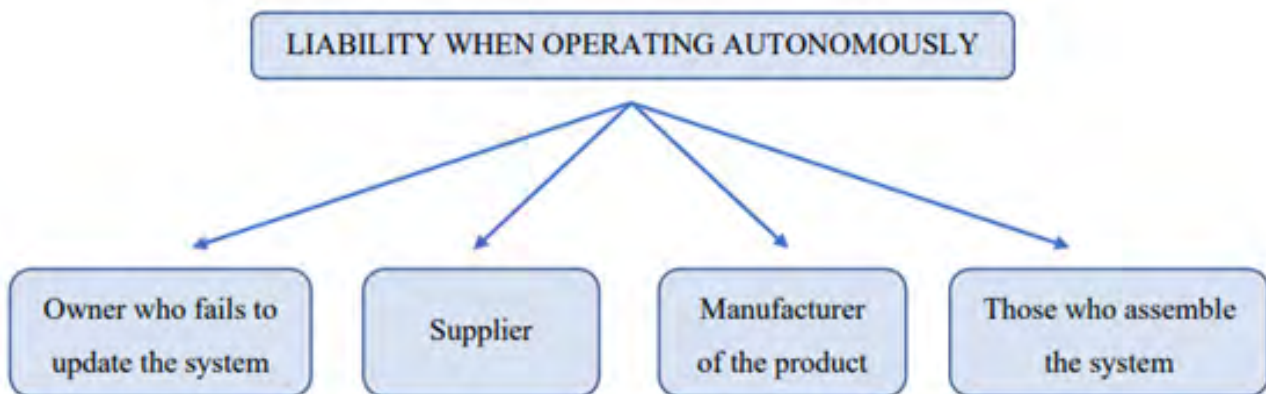 LIABILITY WHEN OPERATING AUTONOMOUSLY
Owner who fails to
update the system
Supplier
Manufacturer
of the product
Those who assemble
the system